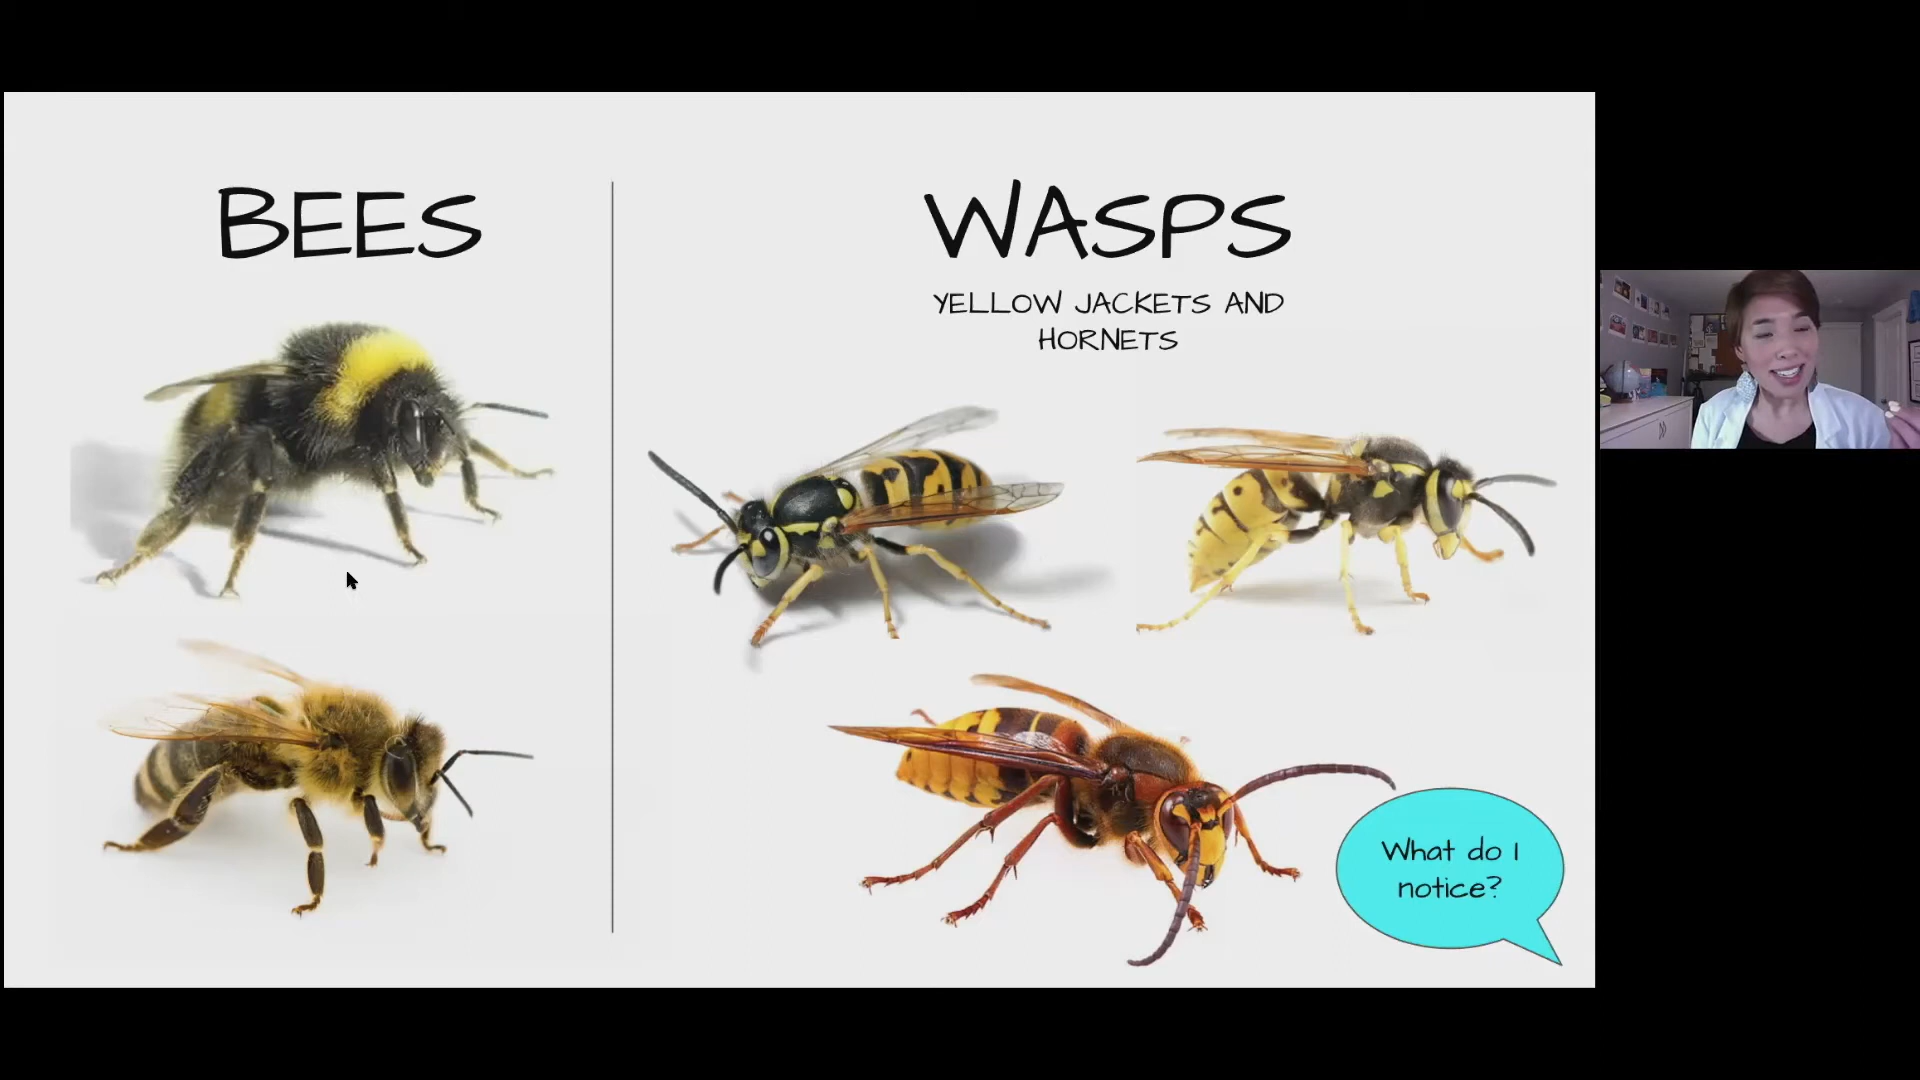 BEES
WASPS
YELLOW JACKETS AND
HORNETS
What do I
notice?